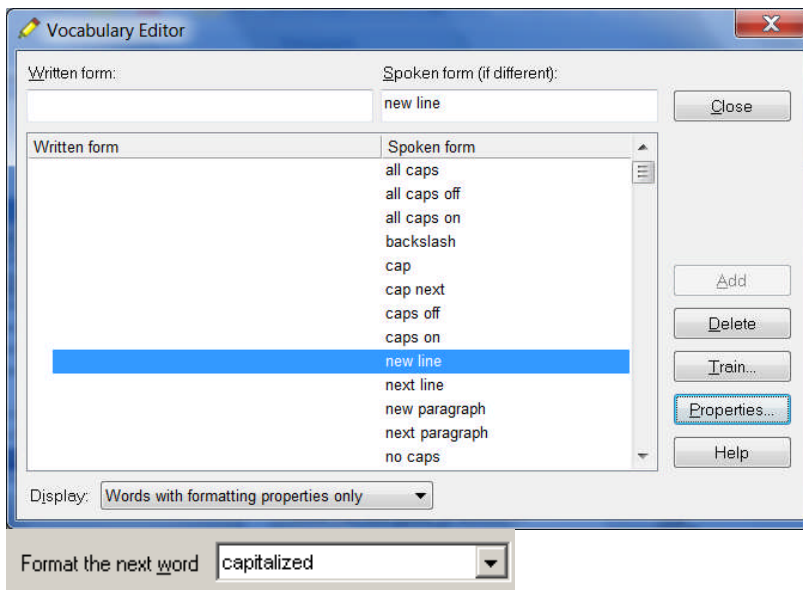 Vocabulary Editor
Written form: Spoken form (if different):
new line
Close
Written form Spoken form
all caps
all caps off
all caps on
backslash
cap
cap next
caps off
caps on
new line
next line
new paragraph
next paragraph
no caps
Add
Delete
Train...
Properties...
Help
Display: Words with formatting properties only
Format the next word capitalized